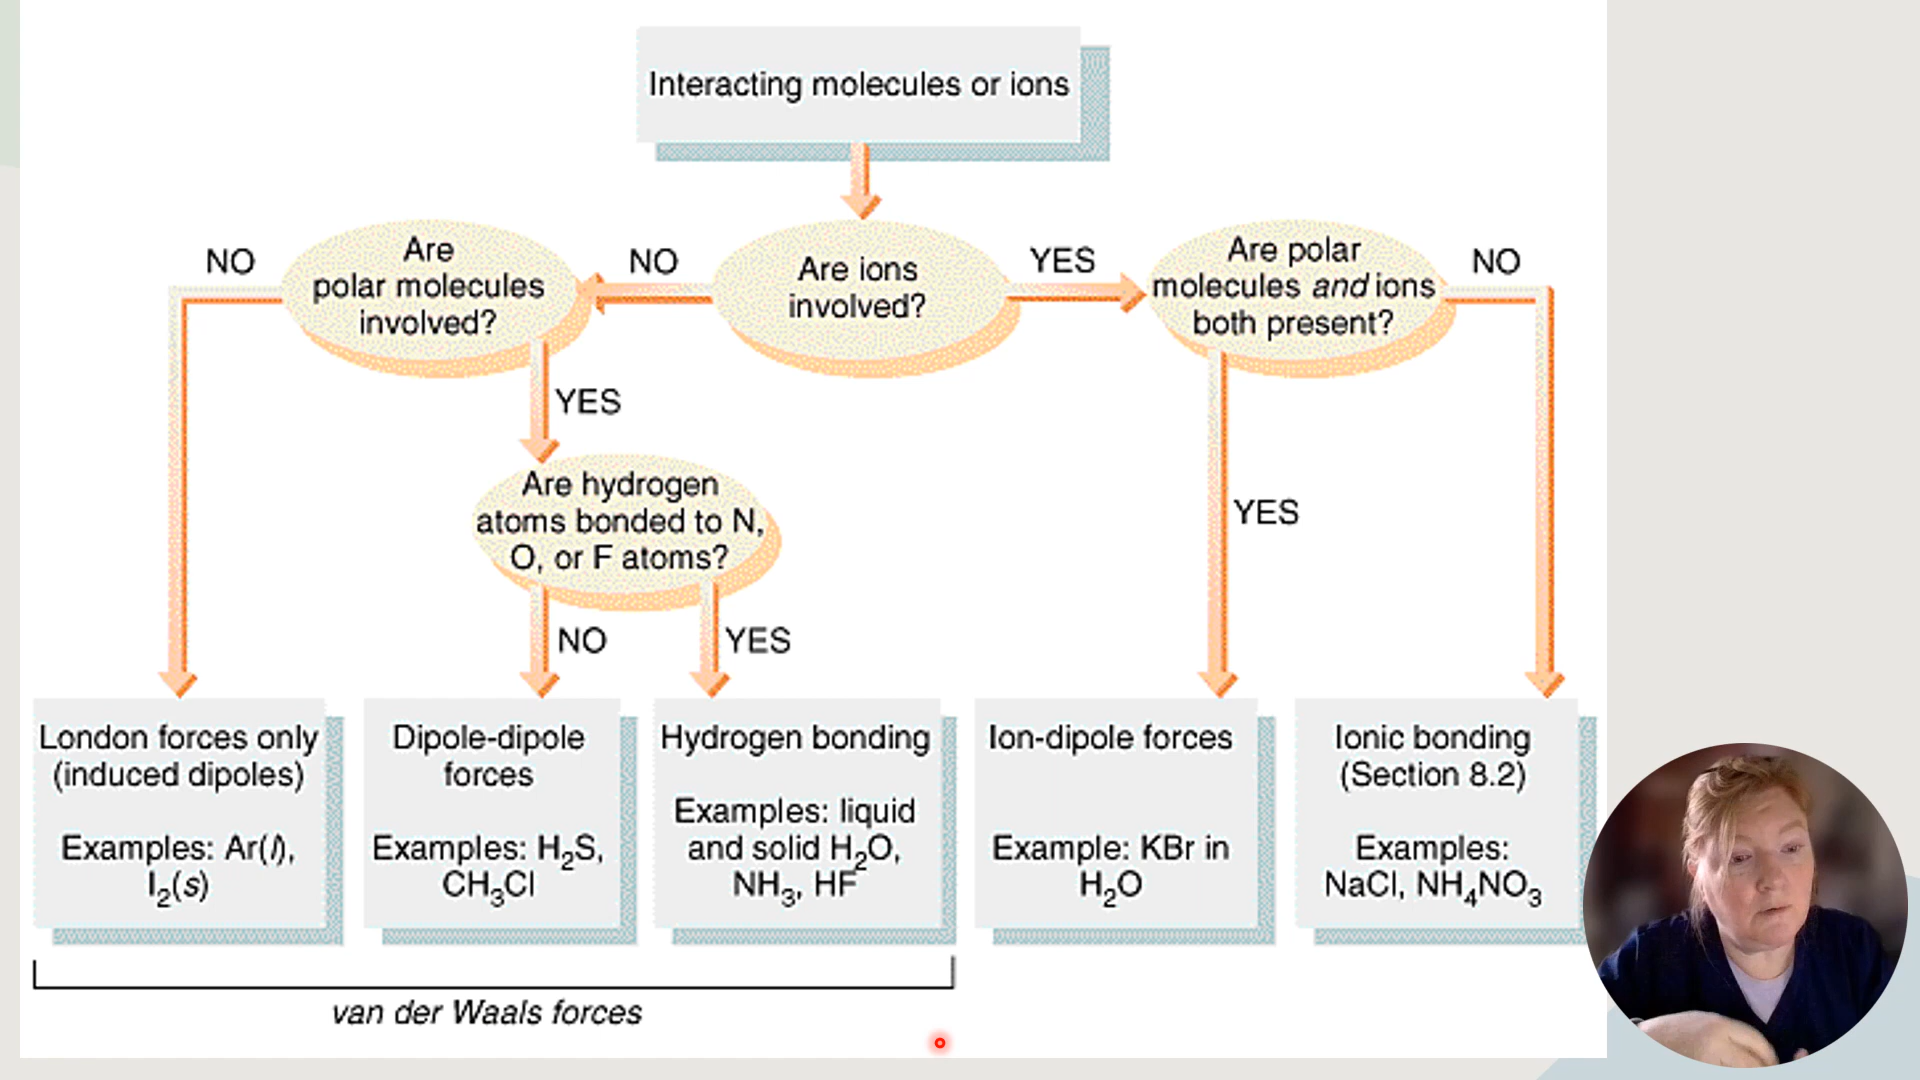 Interacting molecules or ions
NO
Are
polar molecules
involved?
NO
Are ions
involved?
YES
Are polar
molecules and ions
both present?
NO
YES
Are hydrogen
atoms bonded to N,
O, or F atoms?
YES
NO
YES
London forces only
(induced dipoles)
Examples: Ar(l),
I₂(s)
Dipole-dipole
forces
Examples: H₂S,
CH₃Cl
Hydrogen bonding
Examples: liquid
and solid H₂O,
NH₃, HF
Ion-dipole forces
Example: KBr in
H₂O
Ionic bonding
(Section 8.2)
Examples:
NaCl, NH₄NO₃
van der Waals forces